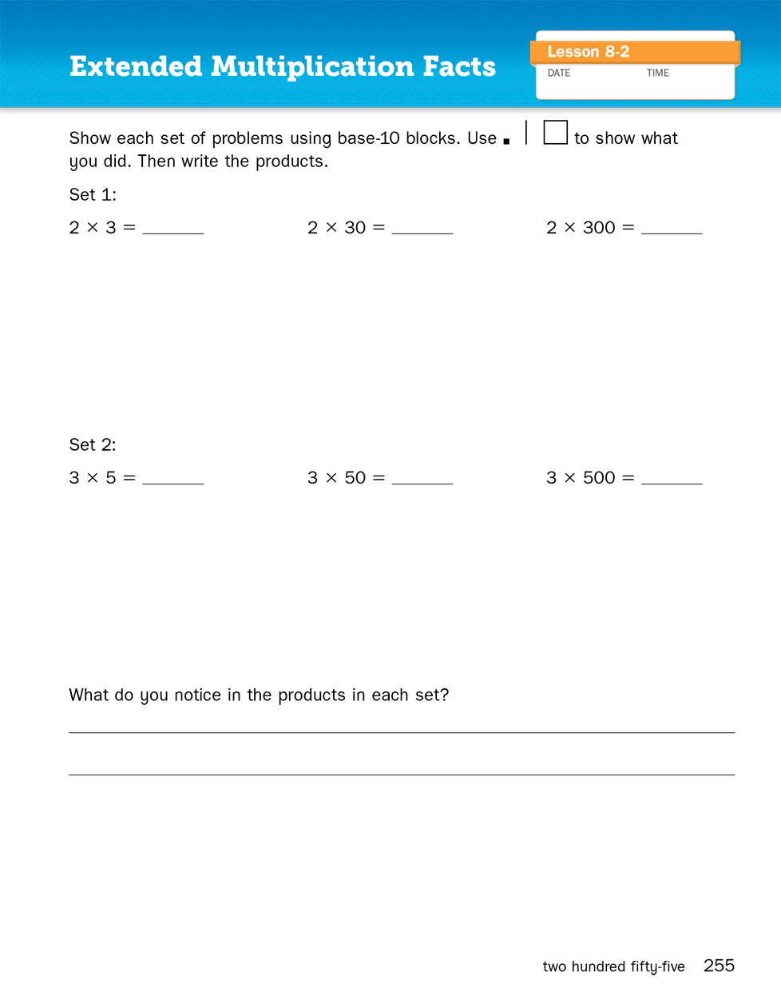 Extended Multiplication Facts
Lesson 8-2
DATE TIME
Show each set of problems using base-10 blocks. Use ▪ | □ to show what
you did. Then write the products.
Set 1:
2 × 3 = ______ 2 × 30 = ______ 2 × 300 = ______
Set 2:
3 × 5 = ______ 3 × 50 = ______ 3 × 500 = ______
What do you notice in the products in each set?
two hundred fifty-five 255